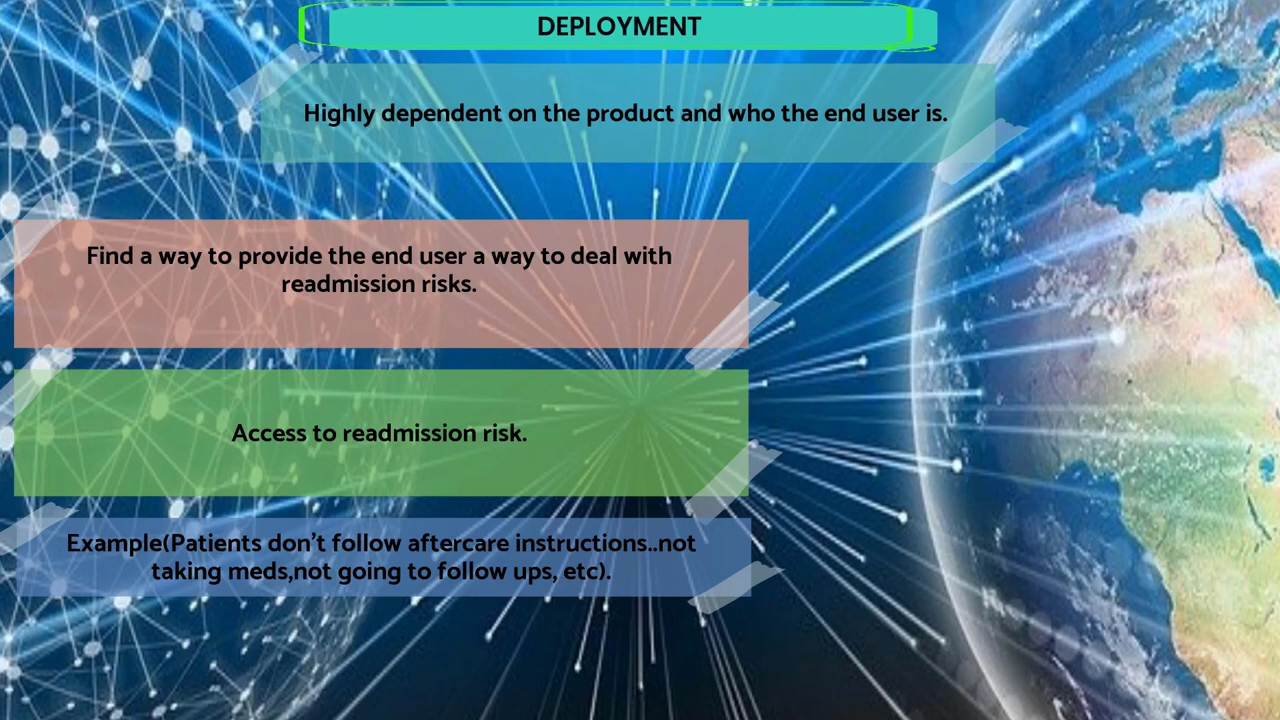 DEPLOYMENT
Highly dependent on the product and who the end user is.
Find a way to provide the end user a way to deal with
readmission risks.
Access to readmission risk.
Example(Patients don't follow aftercare instructions..not
taking meds,not going to follow ups, etc).